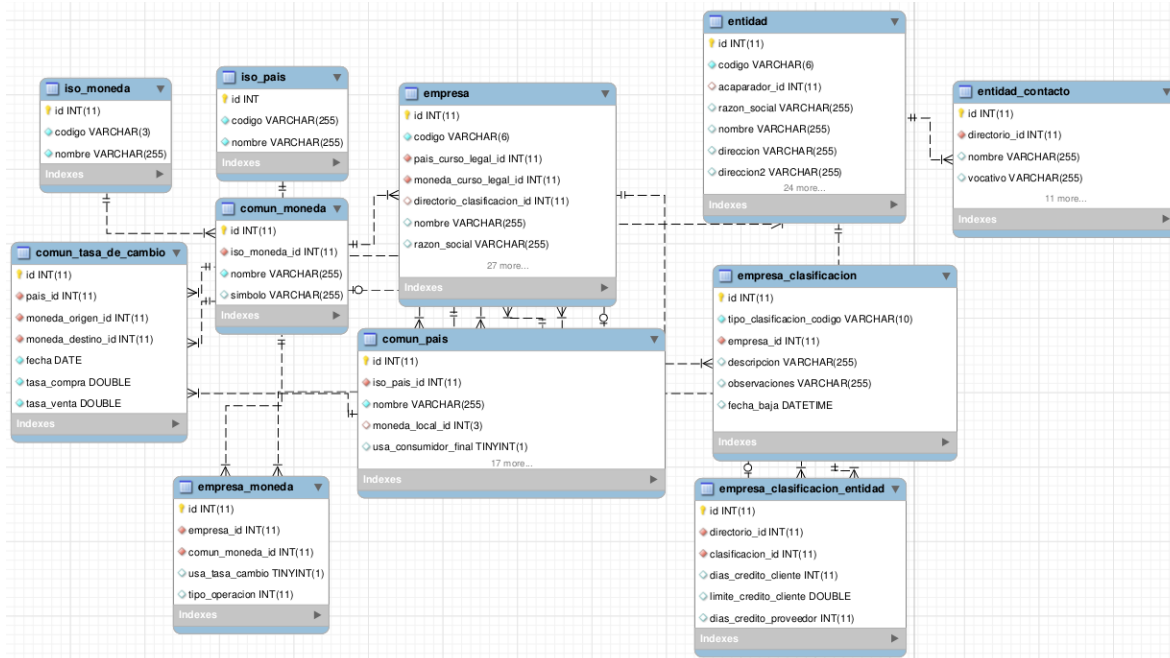 iso_moneda
id INT(11)
codigo VARCHAR(3)
nombre VARCHAR(255)
Indexes
iso_pais
id INT
codigo VARCHAR(255)
nombre VARCHAR(255)
Indexes
empresa
id INT(11)
codigo VARCHAR(6)
pais_curso_legal_id INT(11)
moneda_curso_legal_id INT(11)
directorio_clasificacion_id INT(11)
nombre VARCHAR(255)
razon_social VARCHAR(255)
27 more...
Indexes
entidad
id INT(11)
codigo VARCHAR(6)
acaparador_id INT(11)
razon_social VARCHAR(255)
nombre VARCHAR(255)
direccion VARCHAR(255)
direccion2 VARCHAR(255)
24 more...
Indexes
entidad_contacto
id INT(11)
directorio_id INT(11)
nombre VARCHAR(255)
vocativo VARCHAR(255)
11 more...
Indexes
comun_moneda
id INT(11)
iso_moneda_id INT(11)
nombre VARCHAR(255)
simbolo VARCHAR(255)
Indexes
comun_tasa_de_cambio
id INT(11)
pais_id INT(11)
moneda_origen_id INT(11)
moneda_destino_id INT(11)
fecha DATE
tasa_compra DOUBLE
tasa_venta DOUBLE
Indexes
comun_pais
id INT(11)
iso_pais_id INT(11)
nombre VARCHAR(255)
moneda_local_id INT(3)
usa_consumidor_final TINYINT(1)
17 more...
Indexes
empresa_clasificacion
id INT(11)
tipo_clasificacion_codigo VARCHAR(10)
empresa_id INT(11)
descripcion VARCHAR(255)
observaciones VARCHAR(255)
fecha_baja DATETIME
Indexes
empresa_moneda
id INT(11)
empresa_id INT(11)
comun_moneda_id INT(11)
usa_tasa_cambio TINYINT(1)
tipo_operacion INT(11)
Indexes
empresa_clasificacion_entidad
id INT(11)
directorio_id INT(11)
clasificacion_id INT(11)
dias_credito_cliente INT(11)
limite_credito_cliente DOUBLE
dias_credito_proveedor INT(11)
Indexes